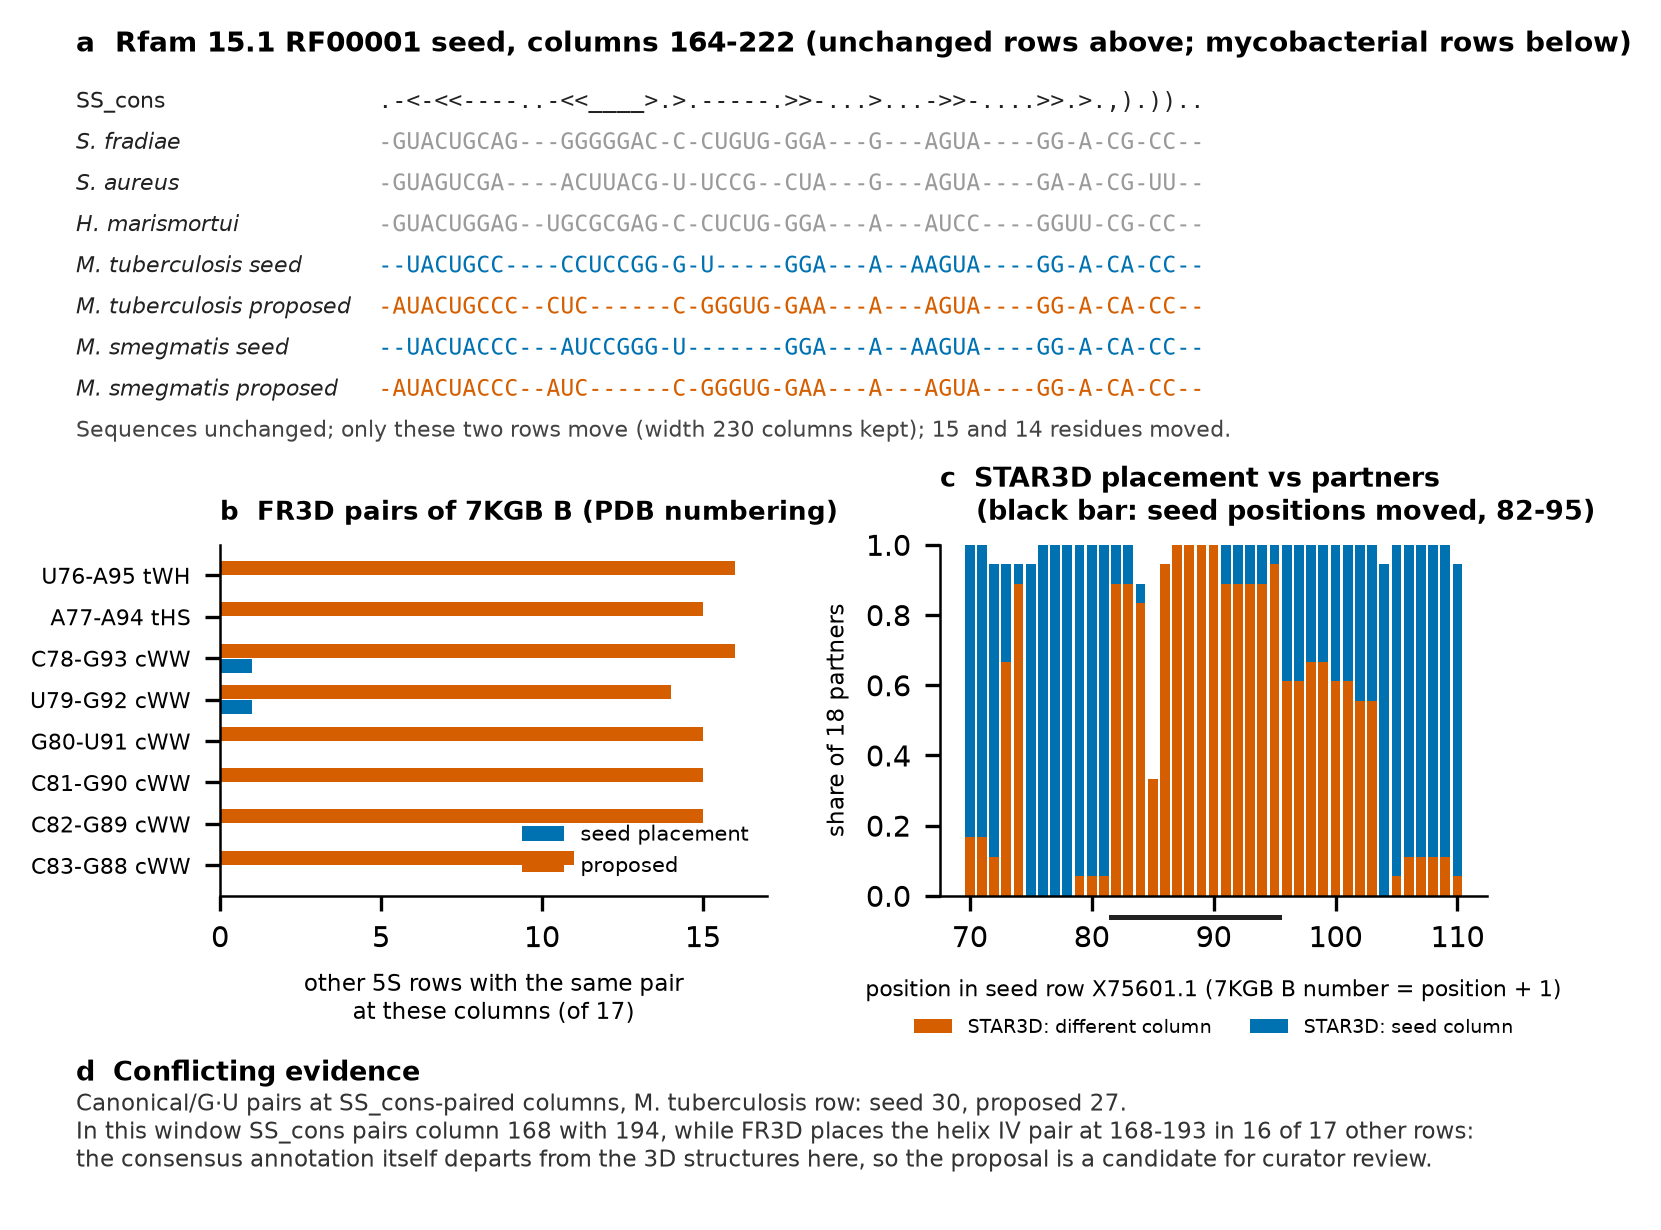 a Rfam 15.1 RF00001 seed, columns 164-222 (unchanged rows above; mycobacterial rows below)
SS_cons .-<-<<----..-<<____>.>.-----.>>-...>...->>-....>>.>.,).))..
S. fradiae -GUACUGCAG---GGGGGAC-C-CUGUG-GGA---G---AGUA----GG-A-CG-CC--
S. aureus -GUAGUCGA----ACUUACG-U-UCCG--CUA---G---AGUA----GA-A-CG-UU--
H. marismortui -GUACUGGAG--UGCGCGAG-C-CUCUG-GGA---A---AUCC----GGUU-CG-CC--
M. tuberculosis seed --UACUGCC----CCUCCGG-G-U-----GGA---A--AAGUA----GG-A-CA-CC--
M. tuberculosis proposed -AUACUGCCC--CUC------C-GGGUG-GAA---A---AGUA----GG-A-CA-CC--
M. smegmatis seed --UACUACCC---AUCCGGG-U-------GGA---A--AAGUA----GG-A-CA-CC--
M. smegmatis proposed -AUACUACCC--AUC------C-GGGUG-GAA---A---AGUA----GG-A-CA-CC--
Sequences unchanged; only these two rows move (width 230 columns kept); 15 and 14 residues moved.
b FR3D pairs of 7KGB B (PDB numbering)
U76-A95 tWH
A77-A94 tHS
C78-G93 cWW
U79-G92 cWW
G80-U91 cWW
C81-G90 cWW
C82-G89 cWW
C83-G88 cWW
seed placement
proposed
0 5 10 15
other 5S rows with the same pair
at these columns (of 17)
c STAR3D placement vs partners
(black bar: seed positions moved, 82-95)
share of 18 partners
1.0
0.8
0.6
0.4
0.2
0.0
70 80 90 100 110
position in seed row X75601.1 (7KGB B number = position + 1)
STAR3D: different column STAR3D: seed column
d Conflicting evidence
Canonical/G·U pairs at SS_cons-paired columns, M. tuberculosis row: seed 30, proposed 27.
In this window SS_cons pairs column 168 with 194, while FR3D places the helix IV pair at 168-193 in 16 of 17 other rows:
the consensus annotation itself departs from the 3D structures here, so the proposal is a candidate for curator review.